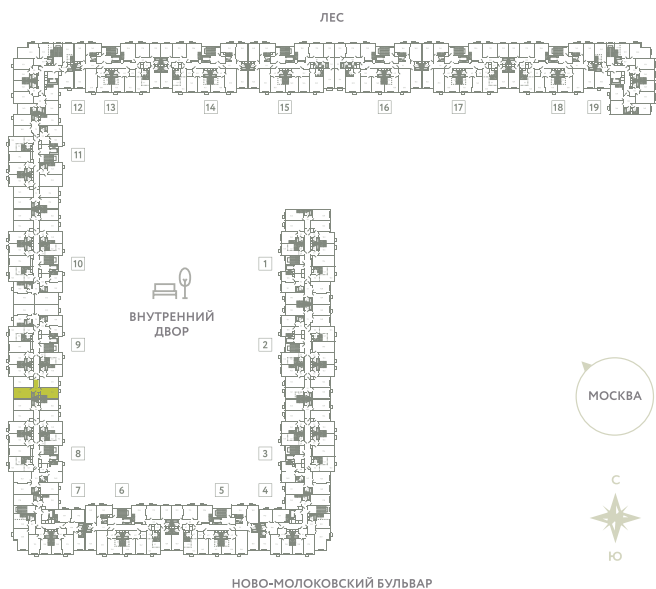 ЛЕС
12 13 14 15 16 17 18 19
11
10 1
ВНУТРЕННИЙ
ДВОР
9 2
МОСКВА
8 3
7 6 5 4
С
Ю
НОВО-МОЛОКОВСКИЙ БУЛЬВАР